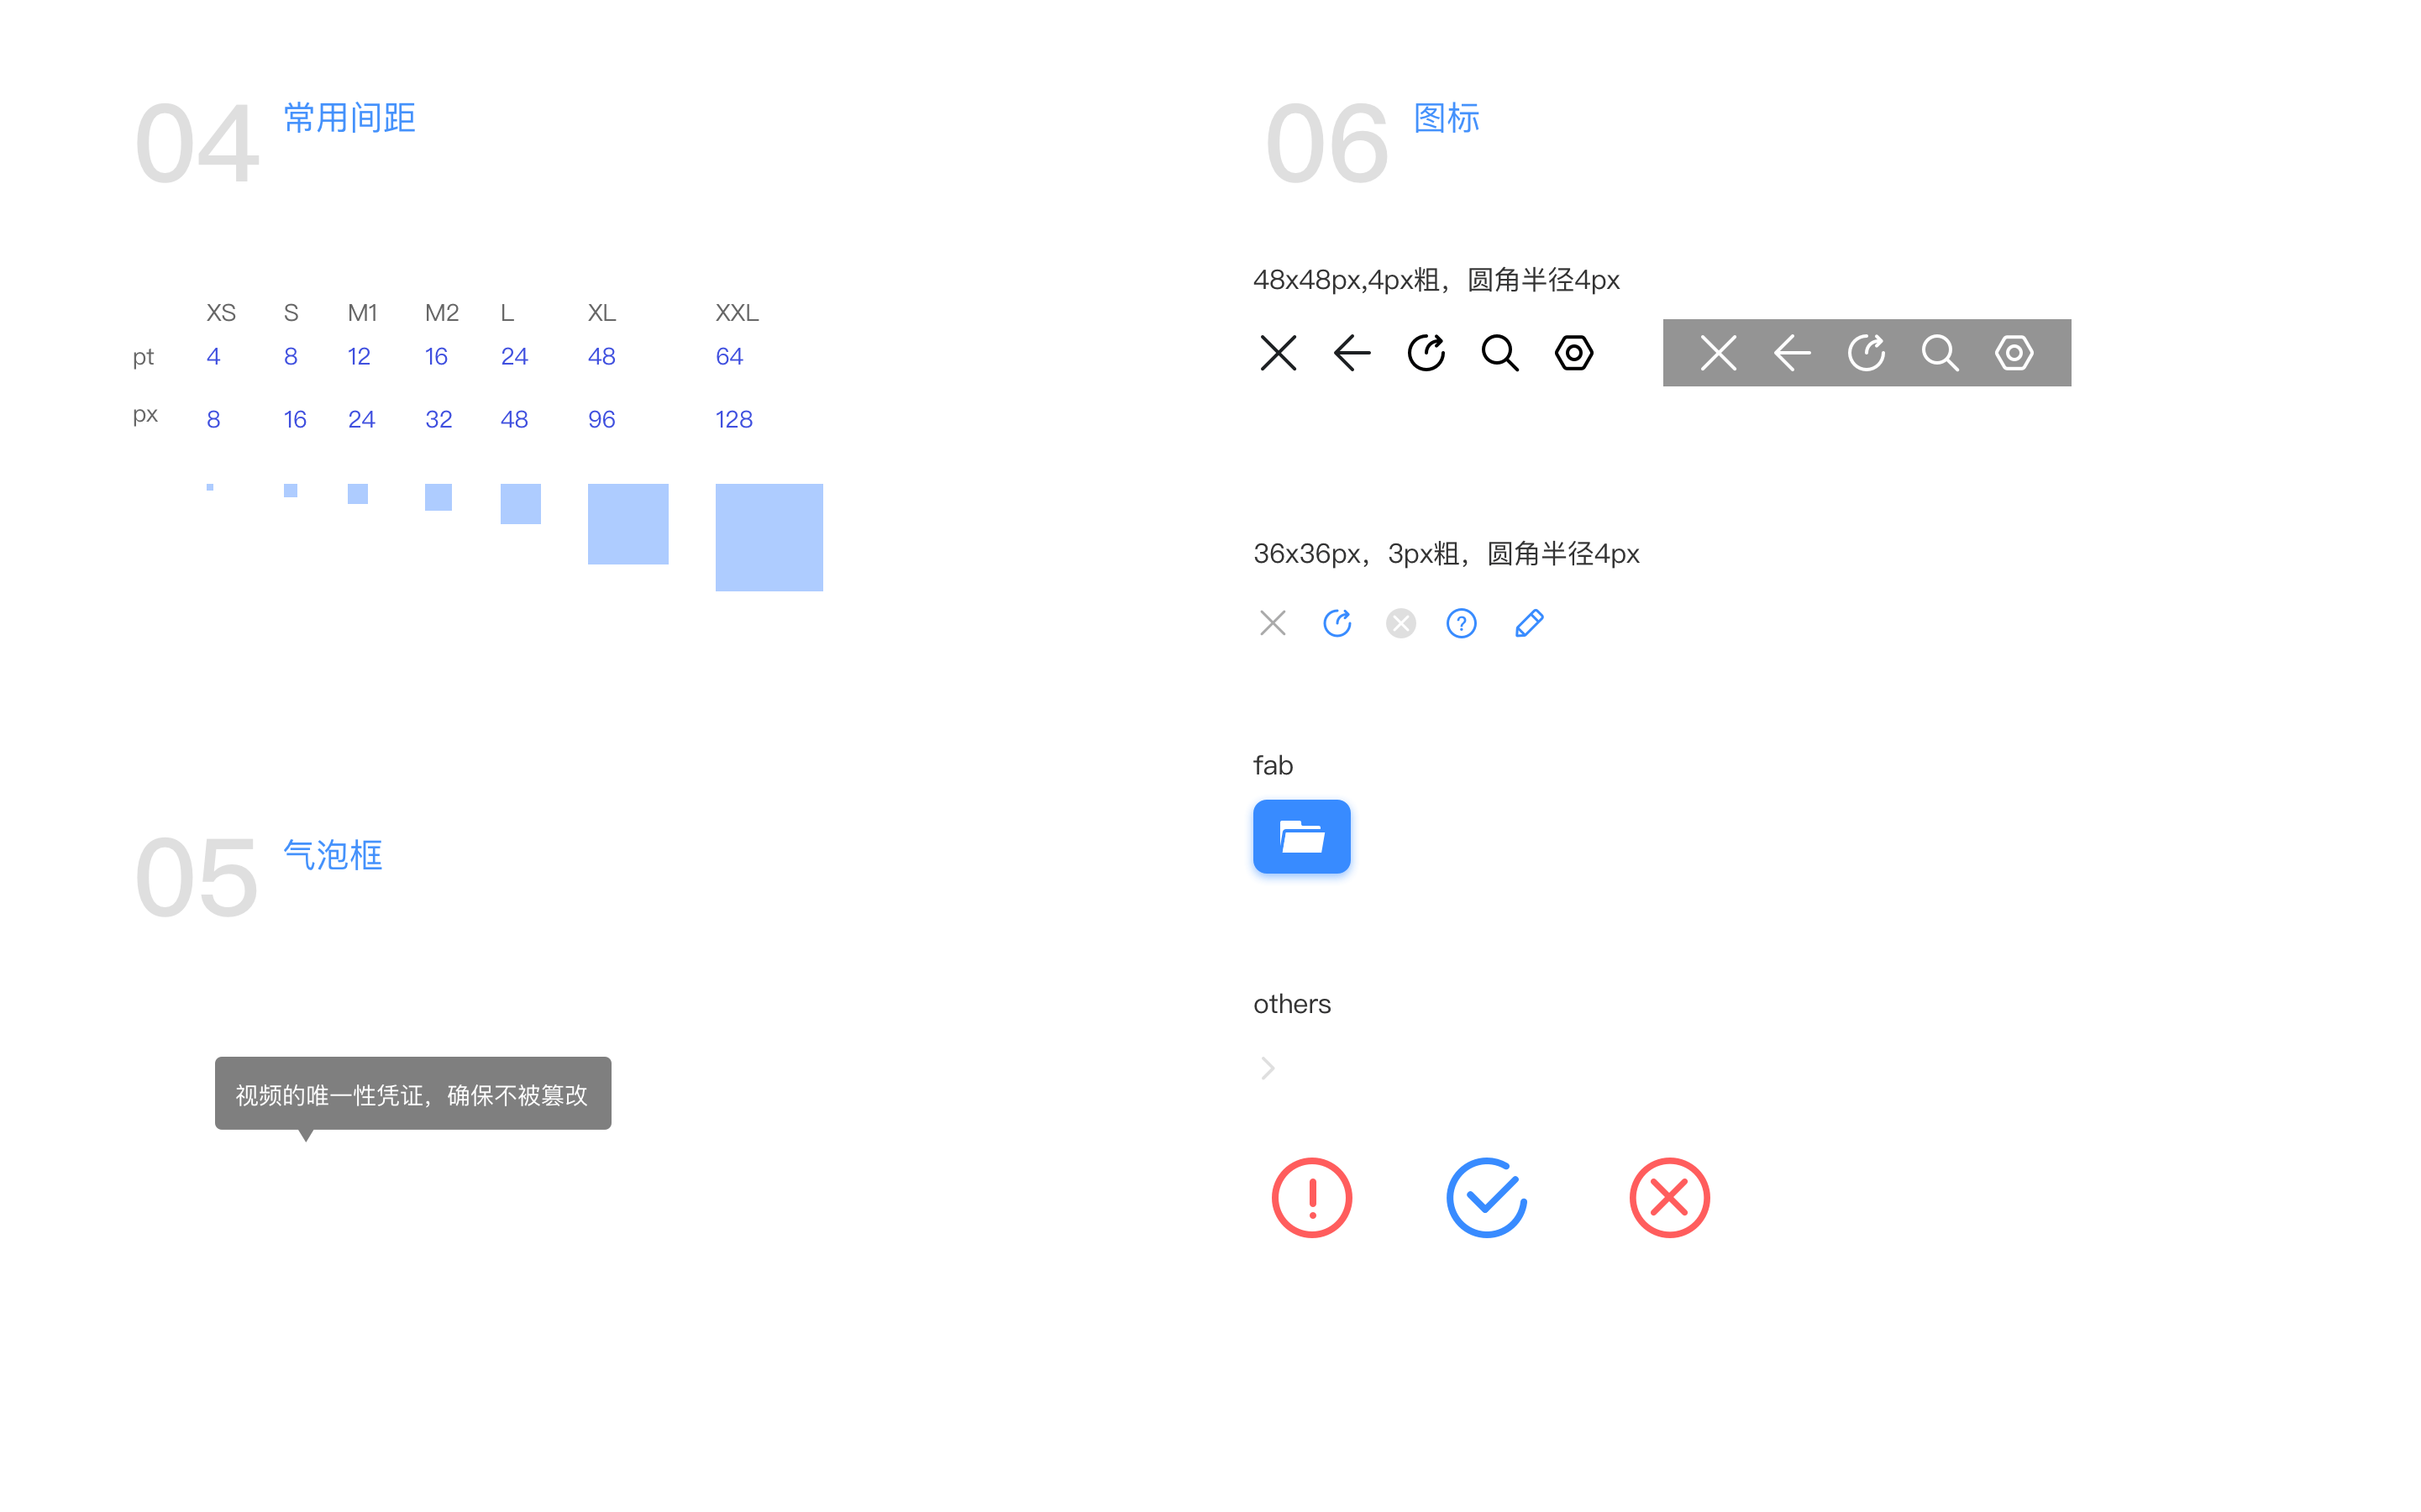 04 常用间距
XS S M1 M2 L XL XXL
pt 4 8 12 16 24 48 64
px 8 16 24 32 48 96 128
05 气泡框
视频的唯一性凭证，确保不被篡改
06 图标
48x48px,4px粗，圆角半径4px
36x36px，3px粗，圆角半径4px
fab
others